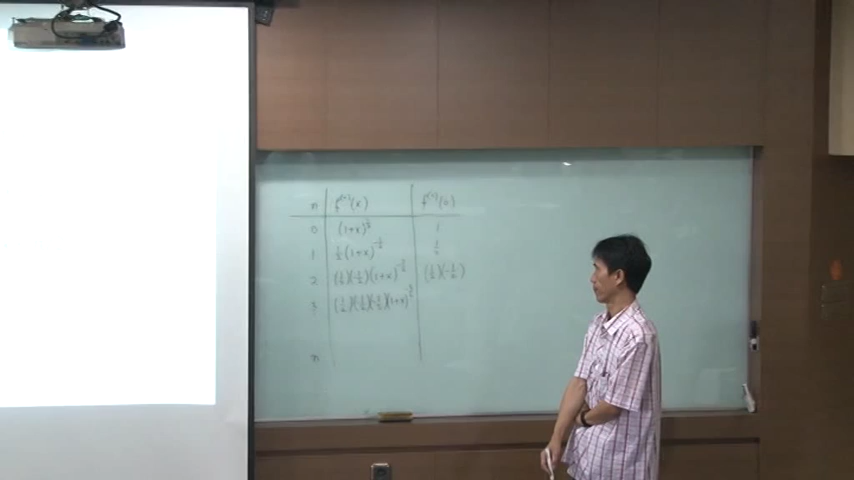 n f⁽ⁿ⁾(x) f⁽ⁿ⁾(0)
0 (1+x)^½ 1
1 ½(1+x)^-½ ½
2 (½)(-½)(1+x)^-3/2 (½)(-½)
3 (½)(-½)(-3/2)(1+x)^-5/2
n